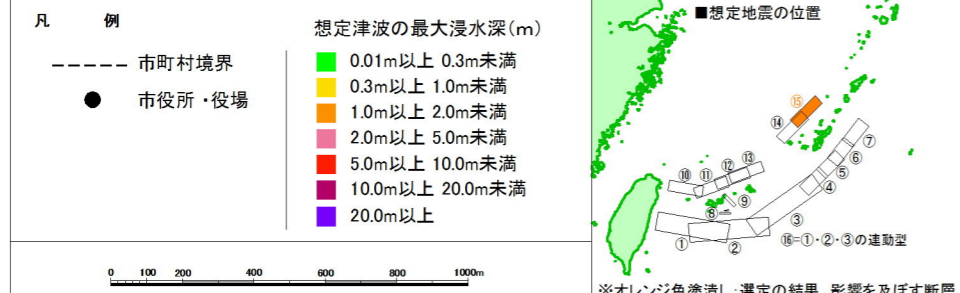 凡 例
市町村境界
市役所・役場
想定津波の最大浸水深(m)
0.01m以上 0.3m未満
0.3m以上 1.0m未満
1.0m以上 2.0m未満
2.0m以上 5.0m未満
5.0m以上 10.0m未満
10.0m以上 20.0m未満
20.0m以上
0 100 200 400 600 800 1000m
■想定地震の位置
⑮
⑭
⑦
⑥
⑤
④
⑬
⑫
⑪
⑩
⑨
⑧
③
①
②
⑯=①・②・③の連動型
※オレンジ色塗潰し:選定の結果、影響を及ぼす断層